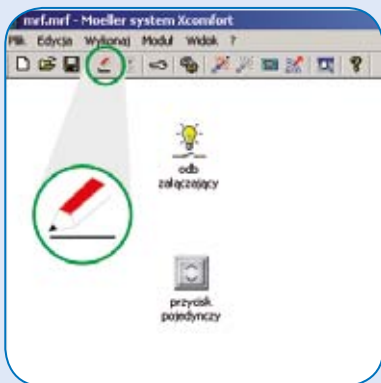 mrf.mrf - Moeller system Xcomfort
Plik Edycja Wykonaj Moduł Widok ?
odb
załączający
przycisk
pojedynczy